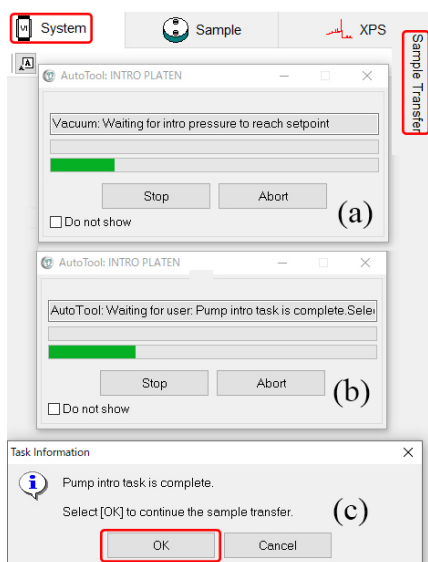 VI System Sample XPS
Sample Transfer
A
AutoTool: INTRO PLATEN
Vacuum: Waiting for intro pressure to reach setpoint
Stop Abort
Do not show
(a)
AutoTool: INTRO PLATEN
AutoTool: Waiting for user: Pump intro task is complete.Selec
Stop Abort
Do not show
(b)
Task Information
Pump intro task is complete.
Select [OK] to continue the sample transfer.
(c)
OK Cancel